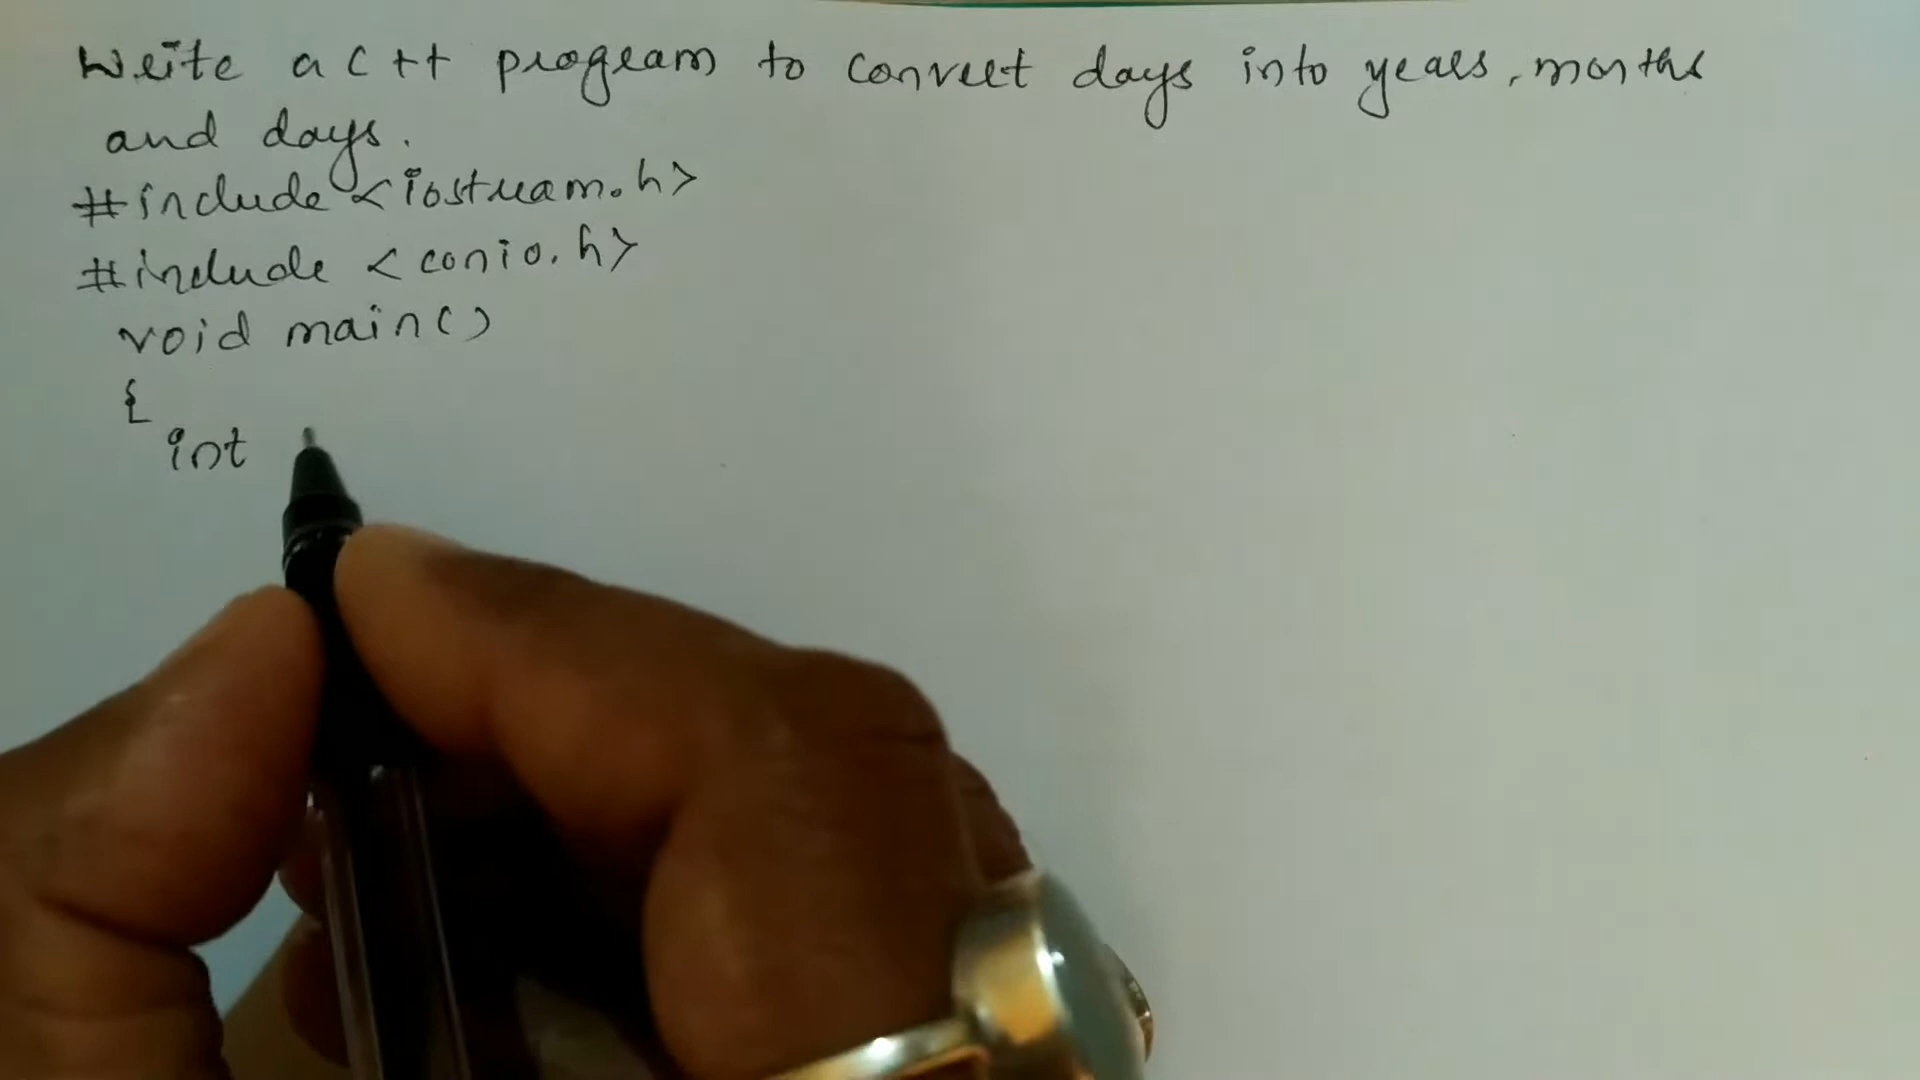 Write a C++ program to convert days into years, months
and days.
#include <iostream.h>
#include <conio.h>
void main()
{
int